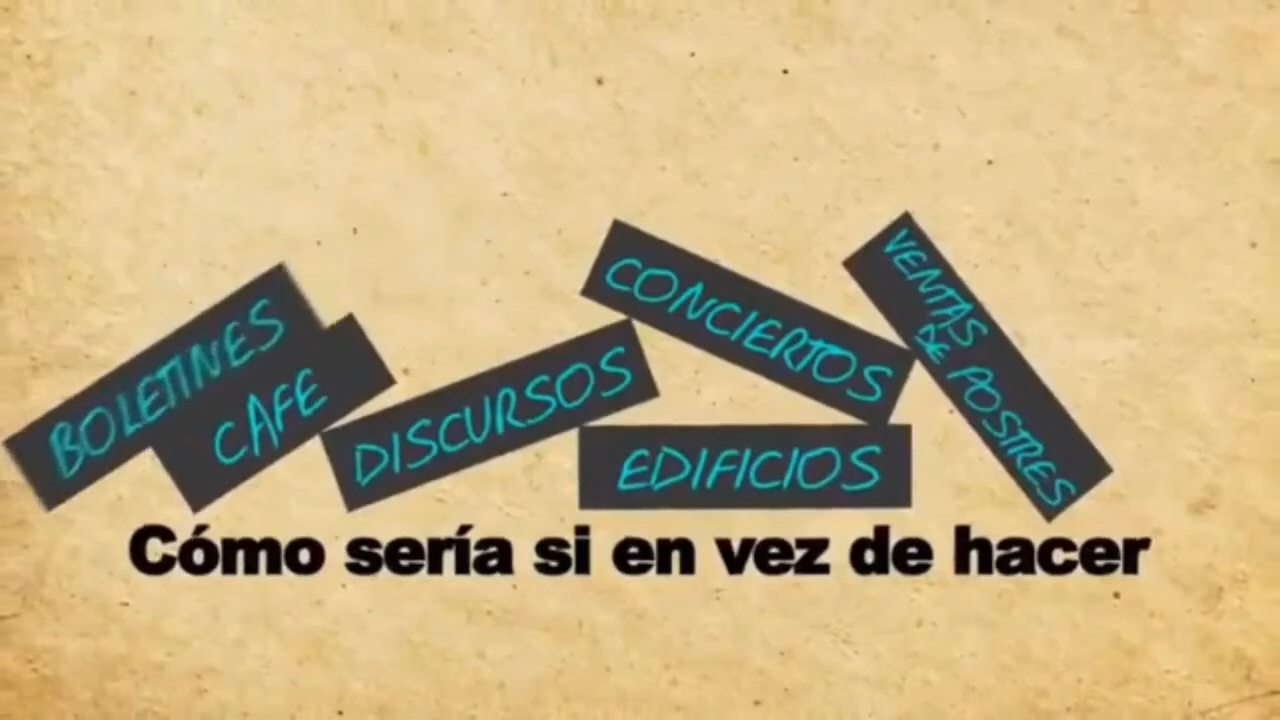 BOLETINES
CAFE
DISCURSOS
CONCIERTOS
EDIFICIOS
VENTAS
DE POSTRES
Cómo sería si en vez de hacer